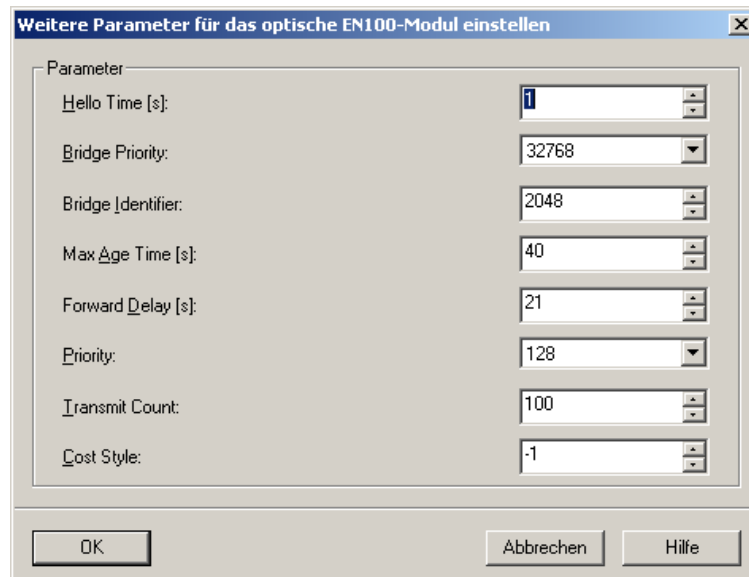 Weitere Parameter für das optische EN100-Modul einstellen
Parameter
Hello Time [s]: 1
Bridge Priority: 32768
Bridge Identifier: 2048
Max Age Time [s]: 40
Forward Delay [s]: 21
Priority: 128
Transmit Count: 100
Cost Style: -1
OK Abbrechen Hilfe